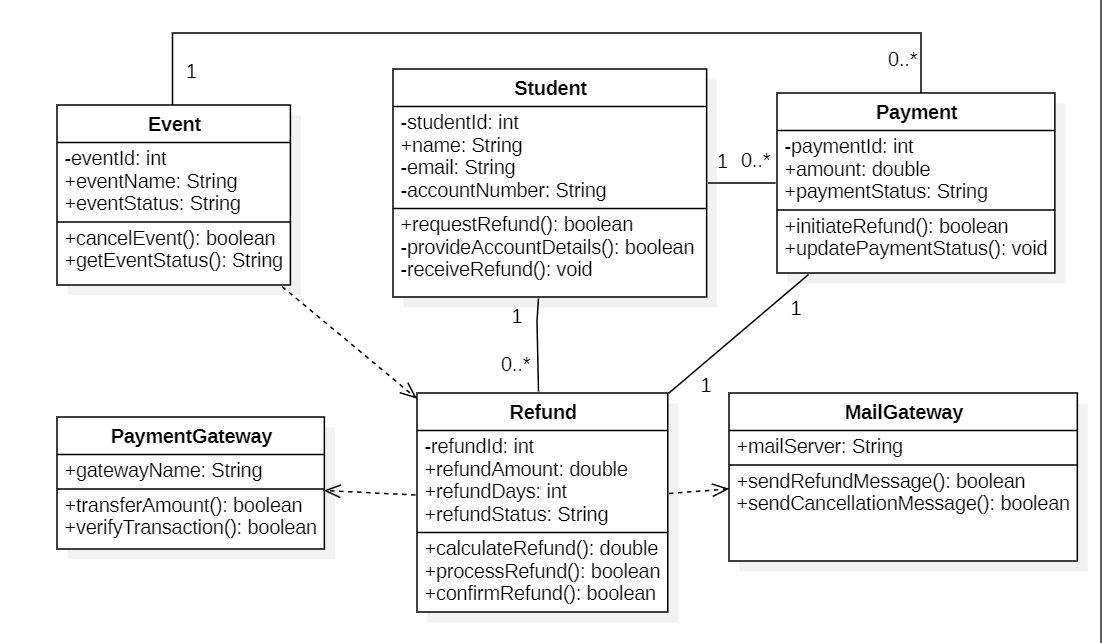 1
0..*
Event
-eventId: int
+eventName: String
+eventStatus: String
+cancelEvent(): boolean
+getEventStatus(): String
Student
-studentId: int
+name: String
-email: String
-accountNumber: String
+requestRefund(): boolean
-provideAccountDetails(): boolean
-receiveRefund(): void
1 0..*
Payment
-paymentId: int
+amount: double
+paymentStatus: String
+initiateRefund(): boolean
+updatePaymentStatus(): void
1
0..*
1
1
PaymentGateway
+gatewayName: String
+transferAmount(): boolean
+verifyTransaction(): boolean
Refund
-refundId: int
+refundAmount: double
+refundDays: int
+refundStatus: String
+calculateRefund(): double
+processRefund(): boolean
+confirmRefund(): boolean
MailGateway
+mailServer: String
+sendRefundMessage(): boolean
+sendCancellationMessage(): boolean